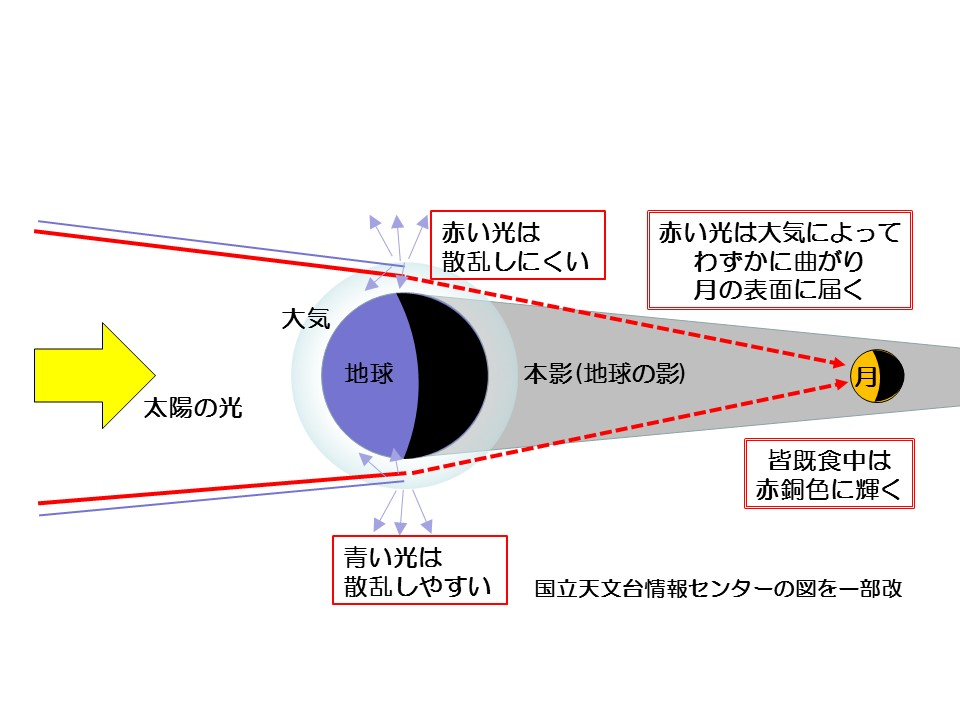 赤い光は
散乱しにくい
赤い光は大気によって
わずかに曲がり
月の表面に届く
大気
地球
本影(地球の影)
月
太陽の光
皆既食中は
赤銅色に輝く
青い光は
散乱しやすい
国立天文台情報センターの図を一部改